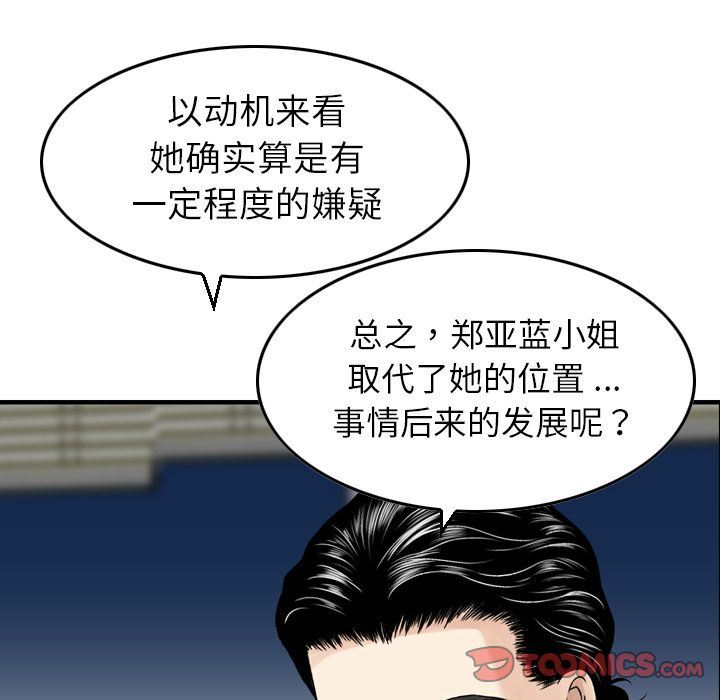 以动机来看
她确实算是有
一定程度的嫌疑
总之，郑亚蓝小姐
取代了她的位置 ...
事情后来的发展呢？
TOOMICS.COM